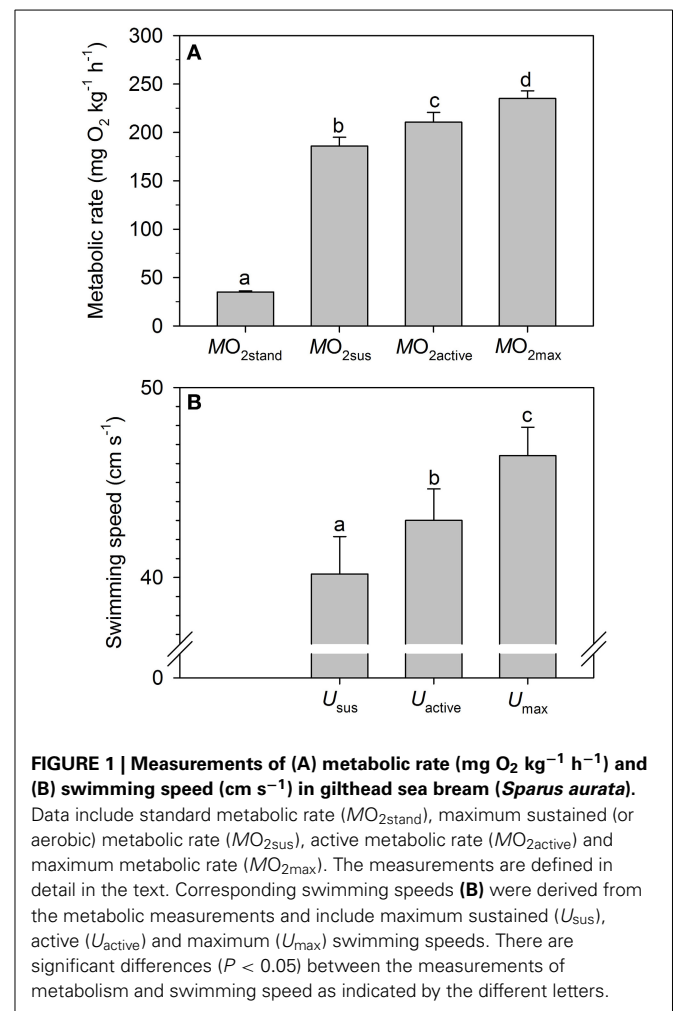 A
Metabolic rate (mg O₂ kg⁻¹ h⁻¹)
300
250
200
150
100
50
0
a
b
c
d
MO₂stand
MO₂sus
MO₂active
MO₂max
B
Swimming speed (cm s⁻¹)
50
40
0
a
b
c
Usus
Uactive
Umax
FIGURE 1 | Measurements of (A) metabolic rate (mg O₂ kg⁻¹ h⁻¹) and
(B) swimming speed (cm s⁻¹) in gilthead sea bream (Sparus aurata).
Data include standard metabolic rate (MO₂stand), maximum sustained (or
aerobic) metabolic rate (MO₂sus), active metabolic rate (MO₂active) and
maximum metabolic rate (MO₂max). The measurements are defined in
detail in the text. Corresponding swimming speeds (B) were derived from
the metabolic measurements and include maximum sustained (Usus),
active (Uactive) and maximum (Umax) swimming speeds. There are
significant differences (P < 0.05) between the measurements of
metabolism and swimming speed as indicated by the different letters.